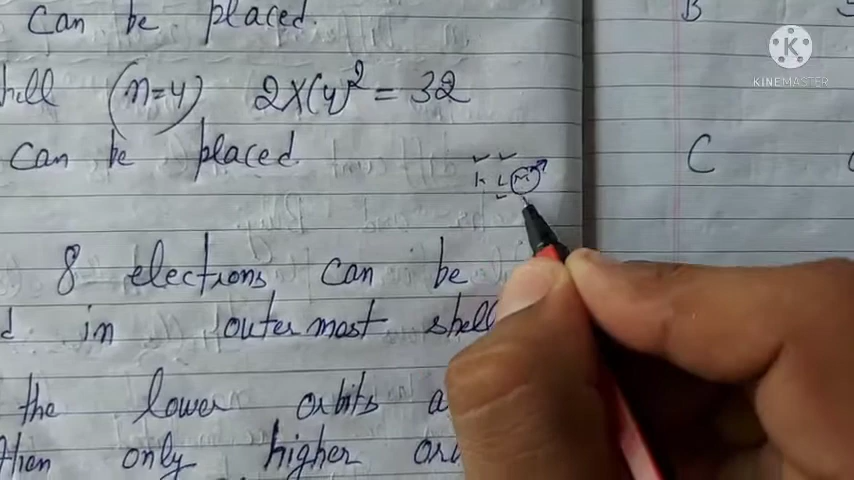 can be placed.
B
hell (n=4) 2×(4)² = 32
KINEMASTER
can be placed
K L M
C
8 electrons can be
d in outermost shell
the lower orbits a
then only higher or